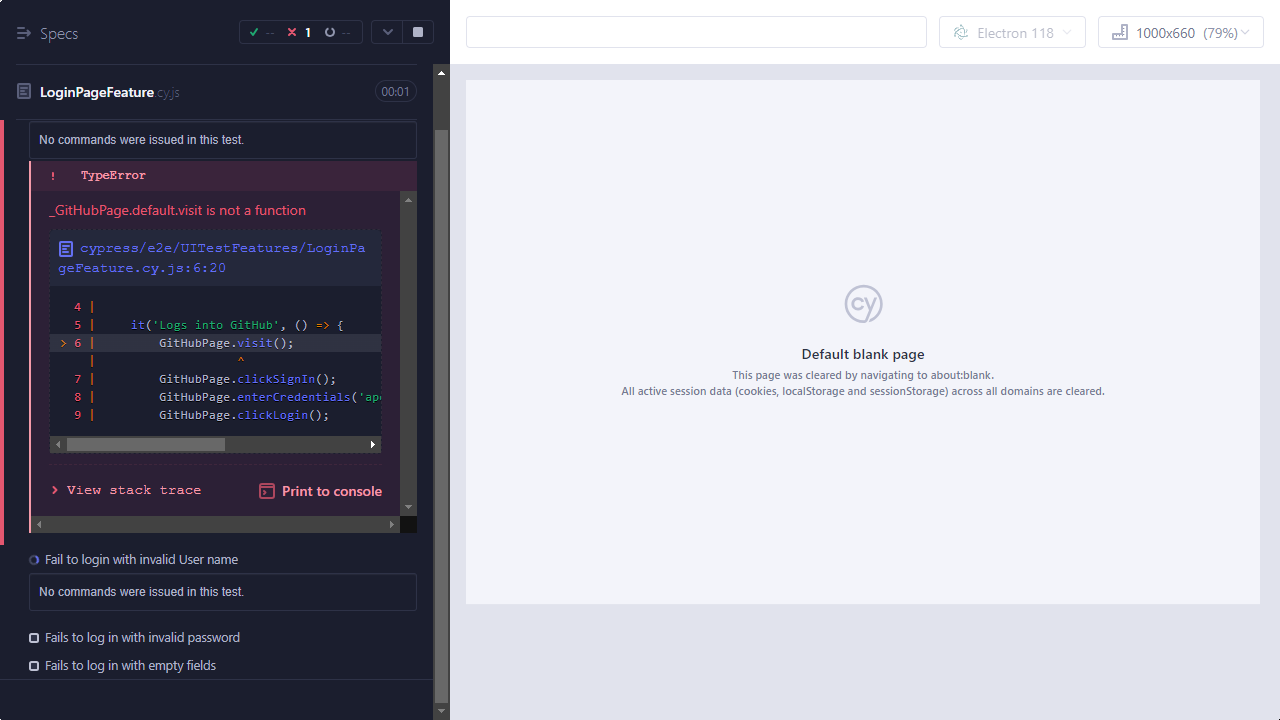 Specs
-- 1 --
LoginPageFeature.cy.js 00:01
No commands were issued in this test.
! TypeError
_GitHubPage.default.visit is not a function
cypress/e2e/UITestFeatures/LoginPa
geFeature.cy.js:6:20
4 |
5 | it('Logs into GitHub', () => {
> 6 | GitHubPage.visit();
| ^
7 | GitHubPage.clickSignIn();
8 | GitHubPage.enterCredentials('apo
9 | GitHubPage.clickLogin();
> View stack trace
Print to console
Fail to login with invalid User name
No commands were issued in this test.
Fails to log in with invalid password
Fails to log in with empty fields
Electron 118
1000x660 (79%)
cy
Default blank page
This page was cleared by navigating to about:blank.
All active session data (cookies, localStorage and sessionStorage) across all domains are cleared.